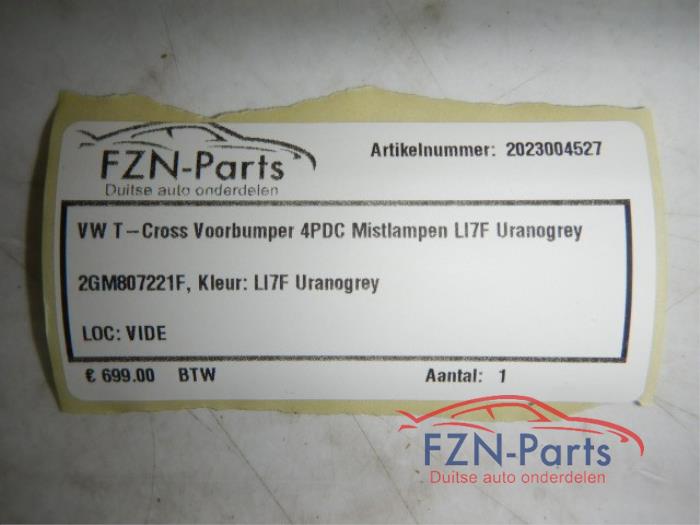 FZN-Parts
Duitse auto onderdelen
Artikelnummer: 2023004527
VW T-Cross Voorbumper 4PDC Mistlampen LI7F Uranogrey
2GM807221F, Kleur: LI7F Uranogrey
LOC: VIDE
€ 699.00 BTW Aantal: 1
FZN-Parts
Duitse auto onderdelen